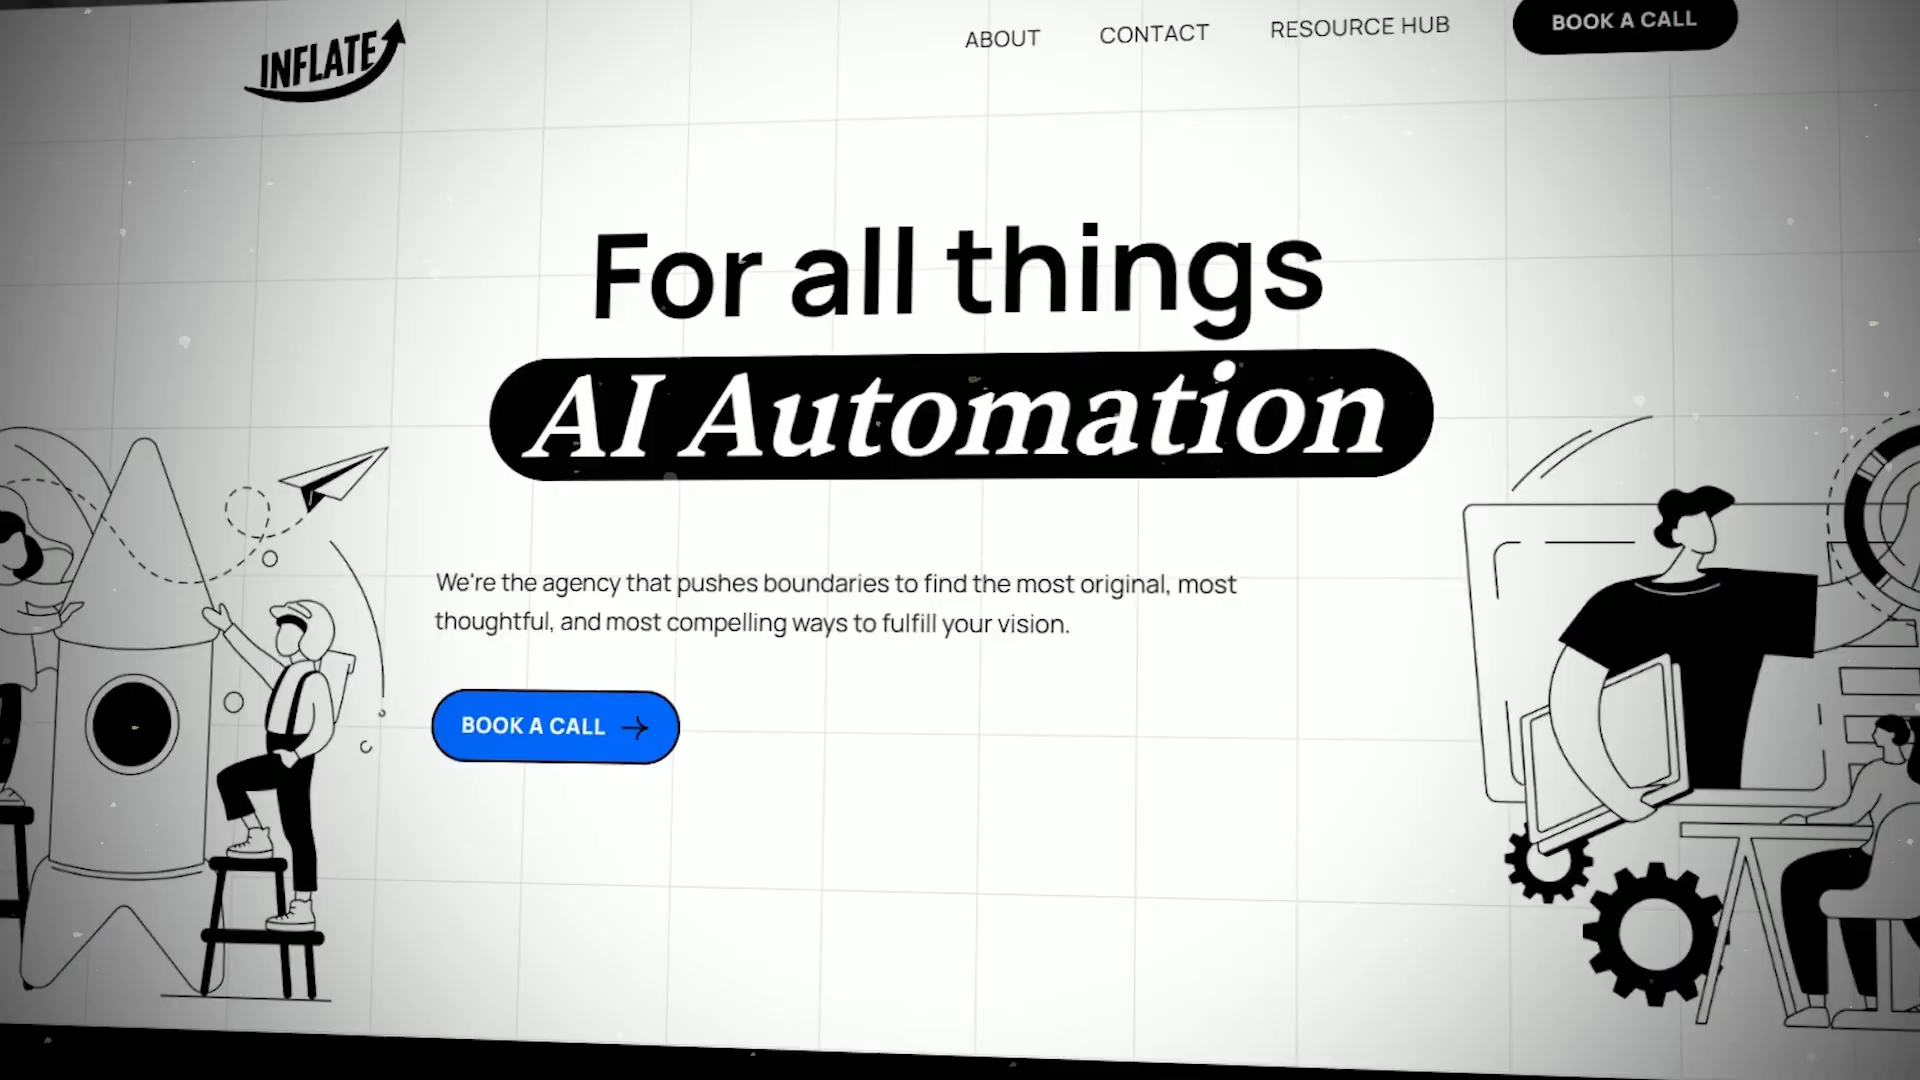 INFLATE
ABOUT
CONTACT
RESOURCE HUB
BOOK A CALL
For all things
AI Automation
We're the agency that pushes boundaries to find the most original, most
thoughtful, and most compelling ways to fulfill your vision.
BOOK A CALL